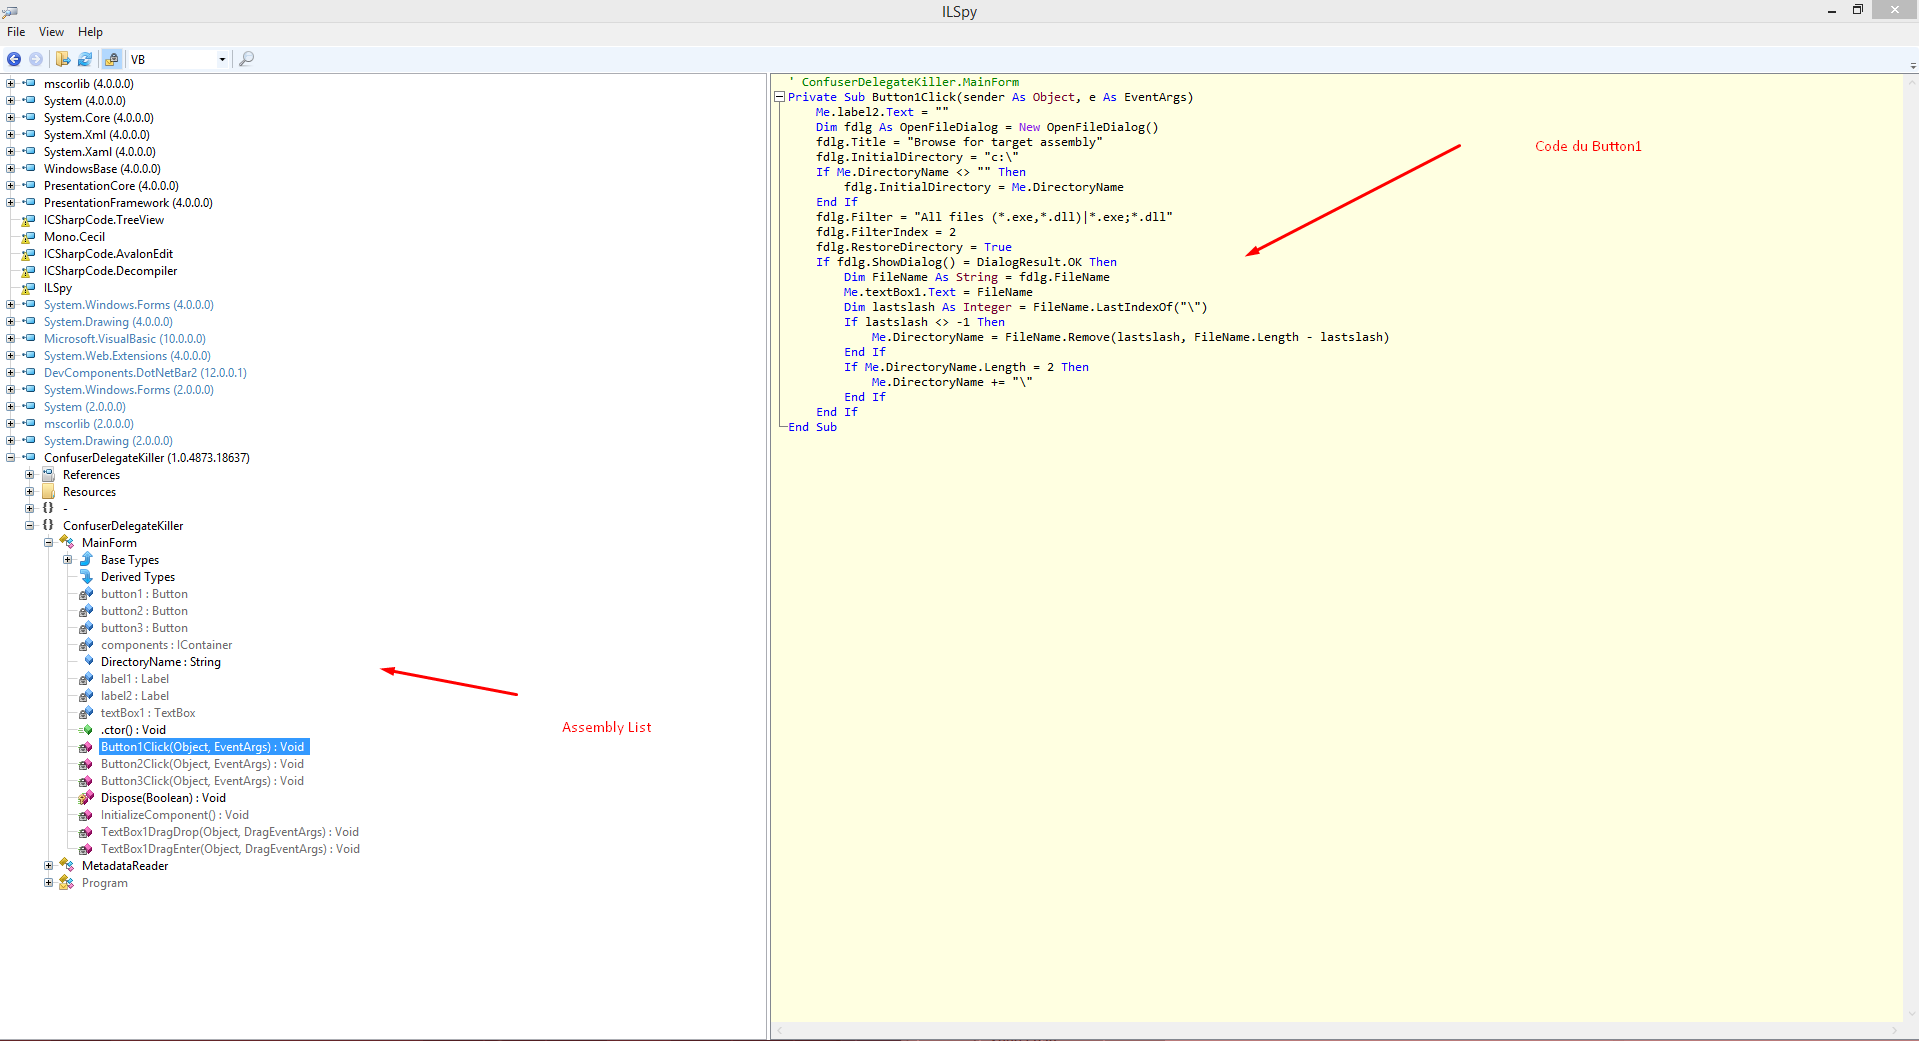 ILSpy
File View Help
VB
mscorlib (4.0.0.0)
System (4.0.0.0)
System.Core (4.0.0.0)
System.Xml (4.0.0.0)
System.Xaml (4.0.0.0)
WindowsBase (4.0.0.0)
PresentationCore (4.0.0.0)
PresentationFramework (4.0.0.0)
ICSharpCode.TreeView
Mono.Cecil
ICSharpCode.AvalonEdit
ICSharpCode.Decompiler
ILSpy
System.Windows.Forms (4.0.0.0)
System.Drawing (4.0.0.0)
Microsoft.VisualBasic (10.0.0.0)
System.Web.Extensions (4.0.0.0)
DevComponents.DotNetBar2 (12.0.0.1)
System.Windows.Forms (2.0.0.0)
System (2.0.0.0)
mscorlib (2.0.0.0)
System.Drawing (2.0.0.0)
ConfuserDelegateKiller (1.0.4873.18637)
References
Resources
{} -
{} ConfuserDelegateKiller
MainForm
Base Types
Derived Types
button1 : Button
button2 : Button
button3 : Button
components : IContainer
DirectoryName : String
label1 : Label
label2 : Label
textBox1 : TextBox
.ctor() : Void
Button1Click(Object, EventArgs) : Void
Button2Click(Object, EventArgs) : Void
Button3Click(Object, EventArgs) : Void
Dispose(Boolean) : Void
InitializeComponent() : Void
TextBox1DragDrop(Object, DragEventArgs) : Void
TextBox1DragEnter(Object, DragEventArgs) : Void
MetadataReader
Program
Assembly List
' ConfuserDelegateKiller.MainForm
Private Sub Button1Click(sender As Object, e As EventArgs)
Me.label2.Text = ""
Dim fdlg As OpenFileDialog = New OpenFileDialog()
fdlg.Title = "Browse for target assembly"
fdlg.InitialDirectory = "c:\"
If Me.DirectoryName <> "" Then
fdlg.InitialDirectory = Me.DirectoryName
End If
fdlg.Filter = "All files (*.exe,*.dll)|*.exe;*.dll"
fdlg.FilterIndex = 2
fdlg.RestoreDirectory = True
If fdlg.ShowDialog() = DialogResult.OK Then
Dim FileName As String = fdlg.FileName
Me.textBox1.Text = FileName
Dim lastslash As Integer = FileName.LastIndexOf("\")
If lastslash <> -1 Then
Me.DirectoryName = FileName.Remove(lastslash, FileName.Length - lastslash)
End If
If Me.DirectoryName.Length = 2 Then
Me.DirectoryName += "\"
End If
End If
End Sub
Code du Button1